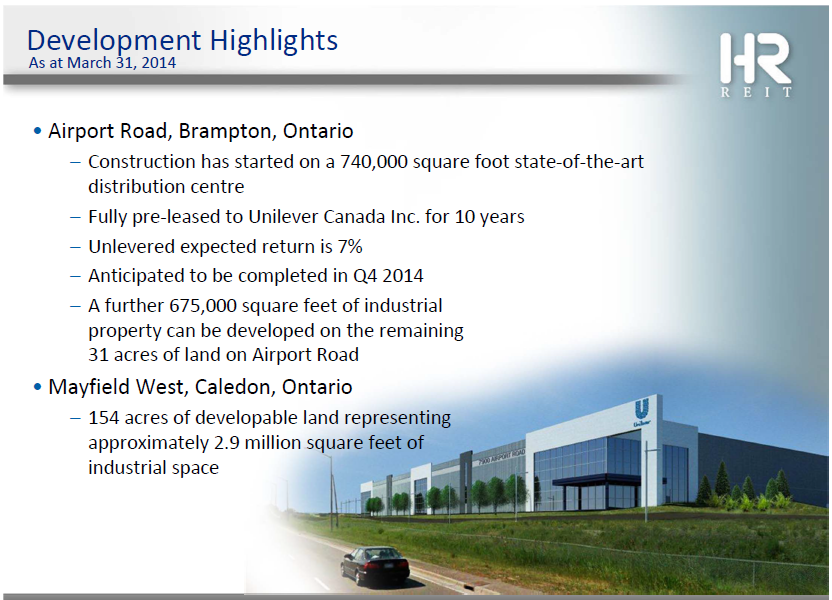 Development Highlights
As at March 31, 2014
HR
REIT
• Airport Road, Brampton, Ontario
– Construction has started on a 740,000 square foot state-of-the-art
distribution centre
– Fully pre-leased to Unilever Canada Inc. for 10 years
– Unlevered expected return is 7%
– Anticipated to be completed in Q4 2014
– A further 675,000 square feet of industrial
property can be developed on the remaining
31 acres of land on Airport Road
• Mayfield West, Caledon, Ontario
– 154 acres of developable land representing
approximately 2.9 million square feet of
industrial space
Unilever
7900 AIRPORT ROAD